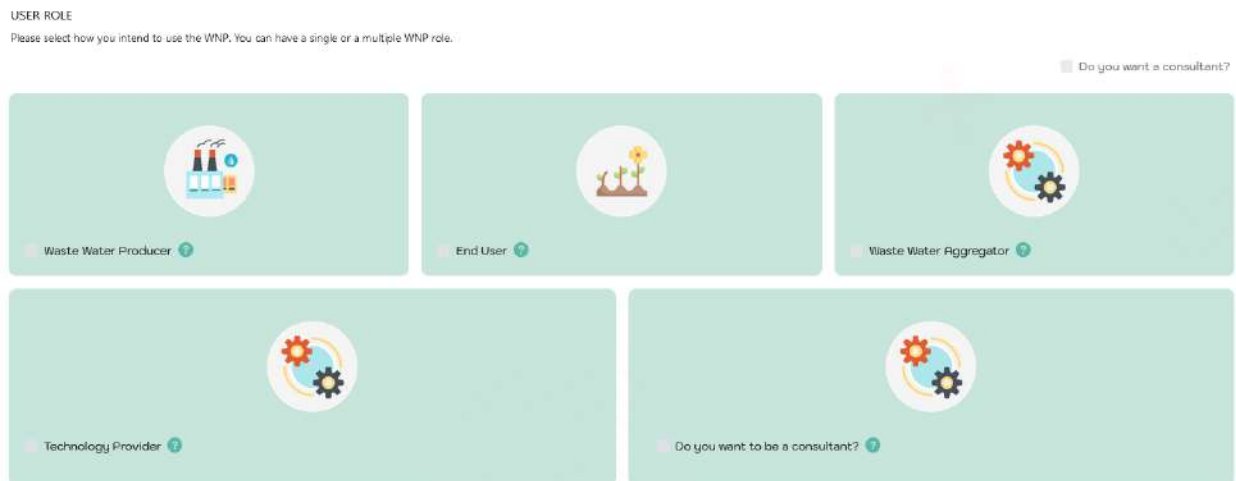 USER ROLE
Please select how you intend to use the WNP. You can have a single or a multiple WNP role.
Do you want a consultant?
Waste Water Producer ?
End User ?
Waste Water Aggregator ?
Technology Provider ?
Do you want to be a consultant? ?